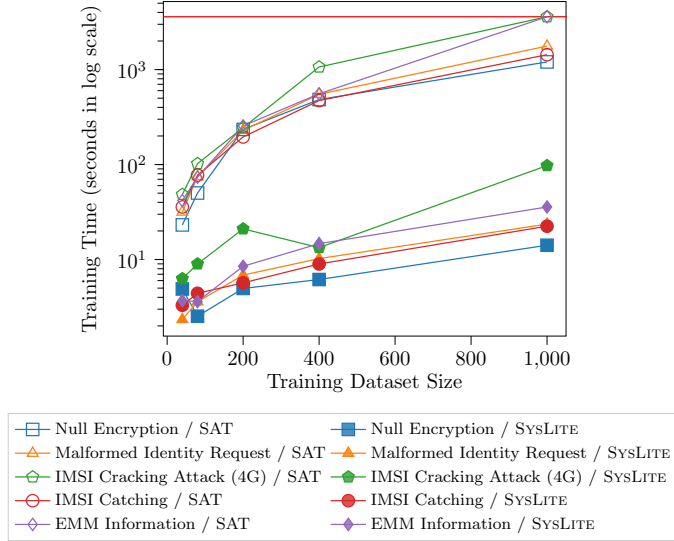 Training Time (seconds in log scale)
10^3
10^2
10^1
0 200 400 600 800 1,000
Training Dataset Size
Null Encryption / SAT Null Encryption / SYSLITE
Malformed Identity Request / SAT Malformed Identity Request / SYSLITE
IMSI Cracking Attack (4G) / SAT IMSI Cracking Attack (4G) / SYSLITE
IMSI Catching / SAT IMSI Catching / SYSLITE
EMM Information / SAT EMM Information / SYSLITE